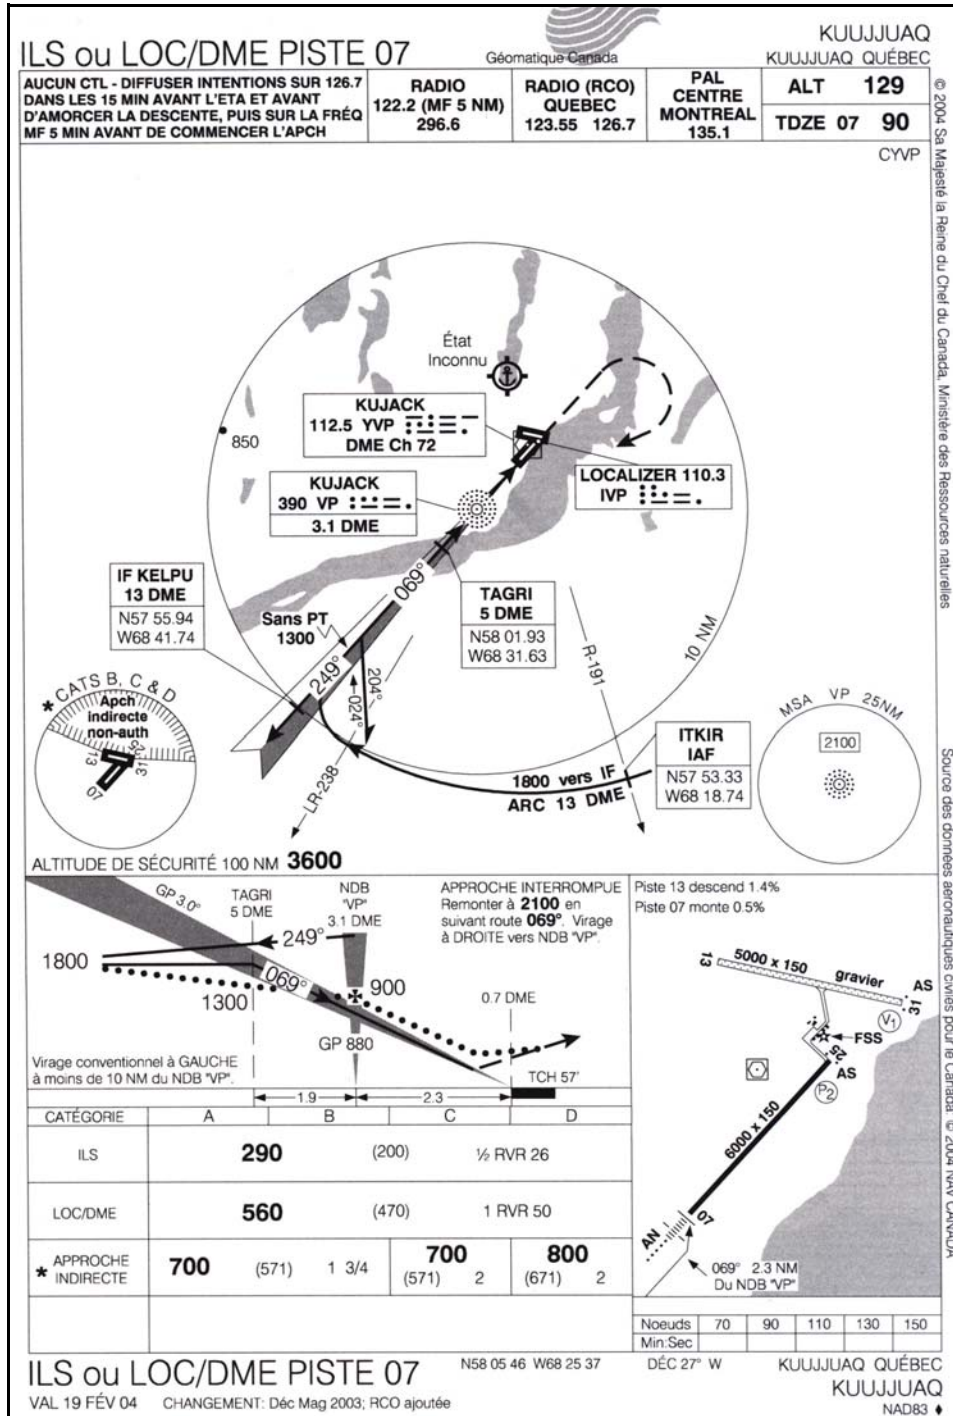 ILS ou LOC/DME PISTE 07
Géomatique Canada
KUUJJUAQ
KUUJJUAQ QUÉBEC
AUCUN CTL - DIFFUSER INTENTIONS SUR 126.7
DANS LES 15 MIN AVANT L'ETA ET AVANT
D'AMORCER LA DESCENTE, PUIS SUR LA FRÉQ
MF 5 MIN AVANT DE COMMENCER L'APCH
RADIO
122.2 (MF 5 NM)
296.6
RADIO (RCO)
QUEBEC
123.55 126.7
PAL
CENTRE
MONTREAL
135.1
ALT 129
TDZE 07 90
CYVP
© 2004 Sa Majesté la Reine du Chef du Canada, Ministère des Ressources naturelles
Source des données aéronautiques civiles pour le Canada: © 2004 NAV CANADA
État
Inconnu
850
KUJACK
112.5 YVP
DME Ch 72
KUJACK
390 VP
3.1 DME
LOCALIZER 110.3
IVP
IF KELPU
13 DME
N57 55.94
W68 41.74
Sans PT
1300
069°
249°
TAGRI
5 DME
N58 01.93
W68 31.63
10 NM
R-191
204°
024°
LR-238
1800 vers IF
ARC 13 DME
ITKIR
IAF
N57 53.33
W68 18.74
MSA VP 25NM
2100
* CATS B, C & D
Apch
indirecte
non-auth
13
25
31
07
ALTITUDE DE SÉCURITÉ 100 NM 3600
GP 3.0°
TAGRI
5 DME
NDB
"VP"
3.1 DME
APPROCHE INTERROMPUE
Remonter à 2100 en
suivant route 069°. Virage
à DROITE vers NDB "VP".
1800
249°
069°
1300
900
0.7 DME
GP 880
Virage conventionnel à GAUCHE
à moins de 10 NM du NDB "VP".
TCH 57'
1.9
2.3
Piste 13 descend 1.4%
Piste 07 monte 0.5%
13
5000 x 150 gravier
AS
31
V1
FSS
25
AS
P2
6000 x 150
AN
07
069° 2.3 NM
Du NDB "VP"
CATÉGORIE A B C D
ILS 290 (200) ½ RVR 26
LOC/DME 560 (470) 1 RVR 50
* APPROCHE INDIRECTE 700 (571) 1 3/4 700 (571) 2 800 (671) 2
Noeuds 70 90 110 130 150
Min:Sec
ILS ou LOC/DME PISTE 07
N58 05 46 W68 25 37
DÉC 27° W
KUUJJUAQ QUÉBEC
KUUJJUAQ
VAL 19 FÉV 04 CHANGEMENT: Déc Mag 2003; RCO ajoutée
NAD83